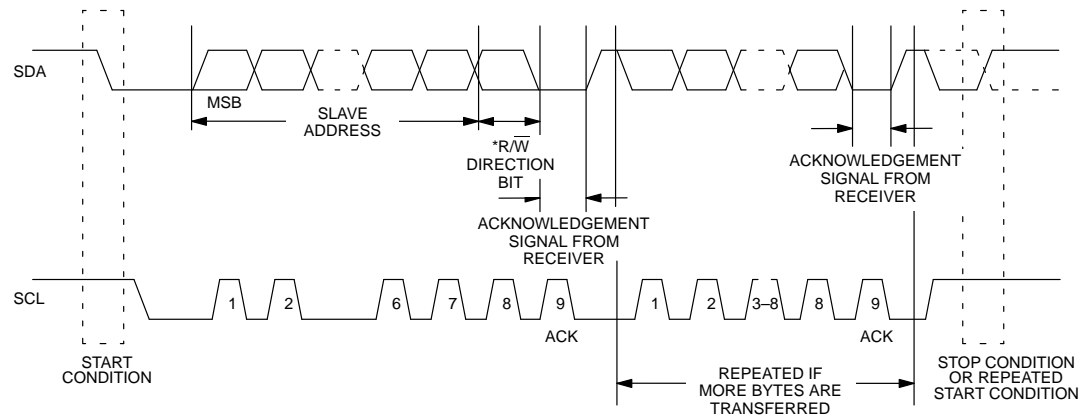 SDA
MSB
SLAVE
ADDRESS
*R/W̅
DIRECTION
BIT
ACKNOWLEDGEMENT
SIGNAL FROM
RECEIVER
ACKNOWLEDGEMENT
SIGNAL FROM
RECEIVER
SCL
1 2 6 7 8 9 1 2 3–8 8 9
ACK ACK
START
CONDITION
REPEATED IF
MORE BYTES ARE
TRANSFERRED
STOP CONDITION
OR REPEATED
START CONDITION